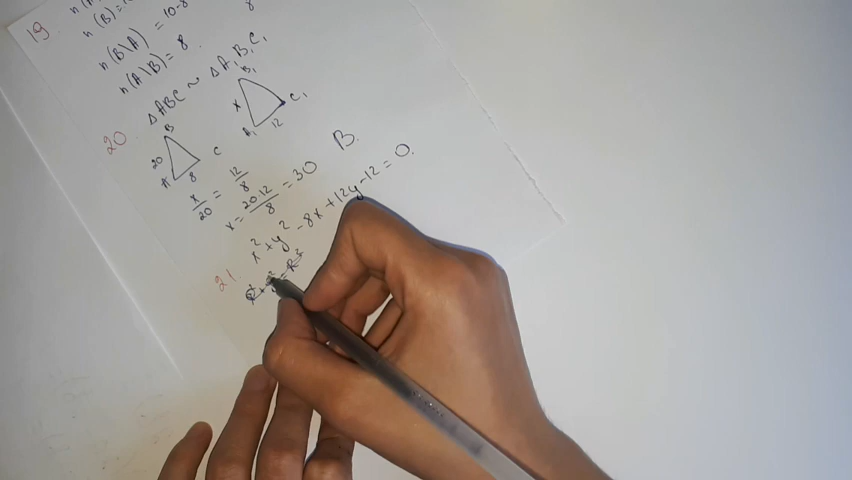 19
n(B\A) = 10-8
n(A\B) = 8.
20 ΔABC ~ ΔA₁B₁C₁
B
20
A 8 C
B₁
x
A₁ 12 C₁
x/20 = 12/8
x = 20·12/8 = 30 B.
21. x² + y² - 8x + 12y - 12 = 0.